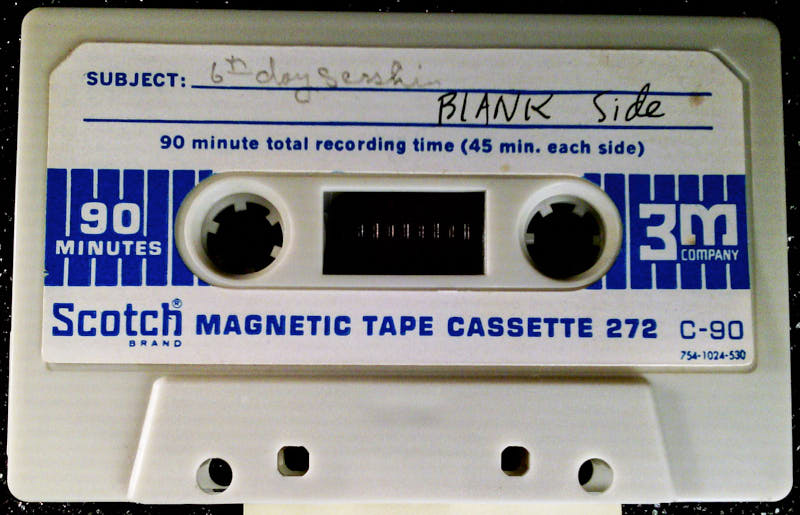 SUBJECT: 6th day Sesshin
BLANK Side
90 minute total recording time (45 min. each side)
90
MINUTES
3M
COMPANY
Scotch®
BRAND
MAGNETIC TAPE CASSETTE 272 C-90
754-1024-530